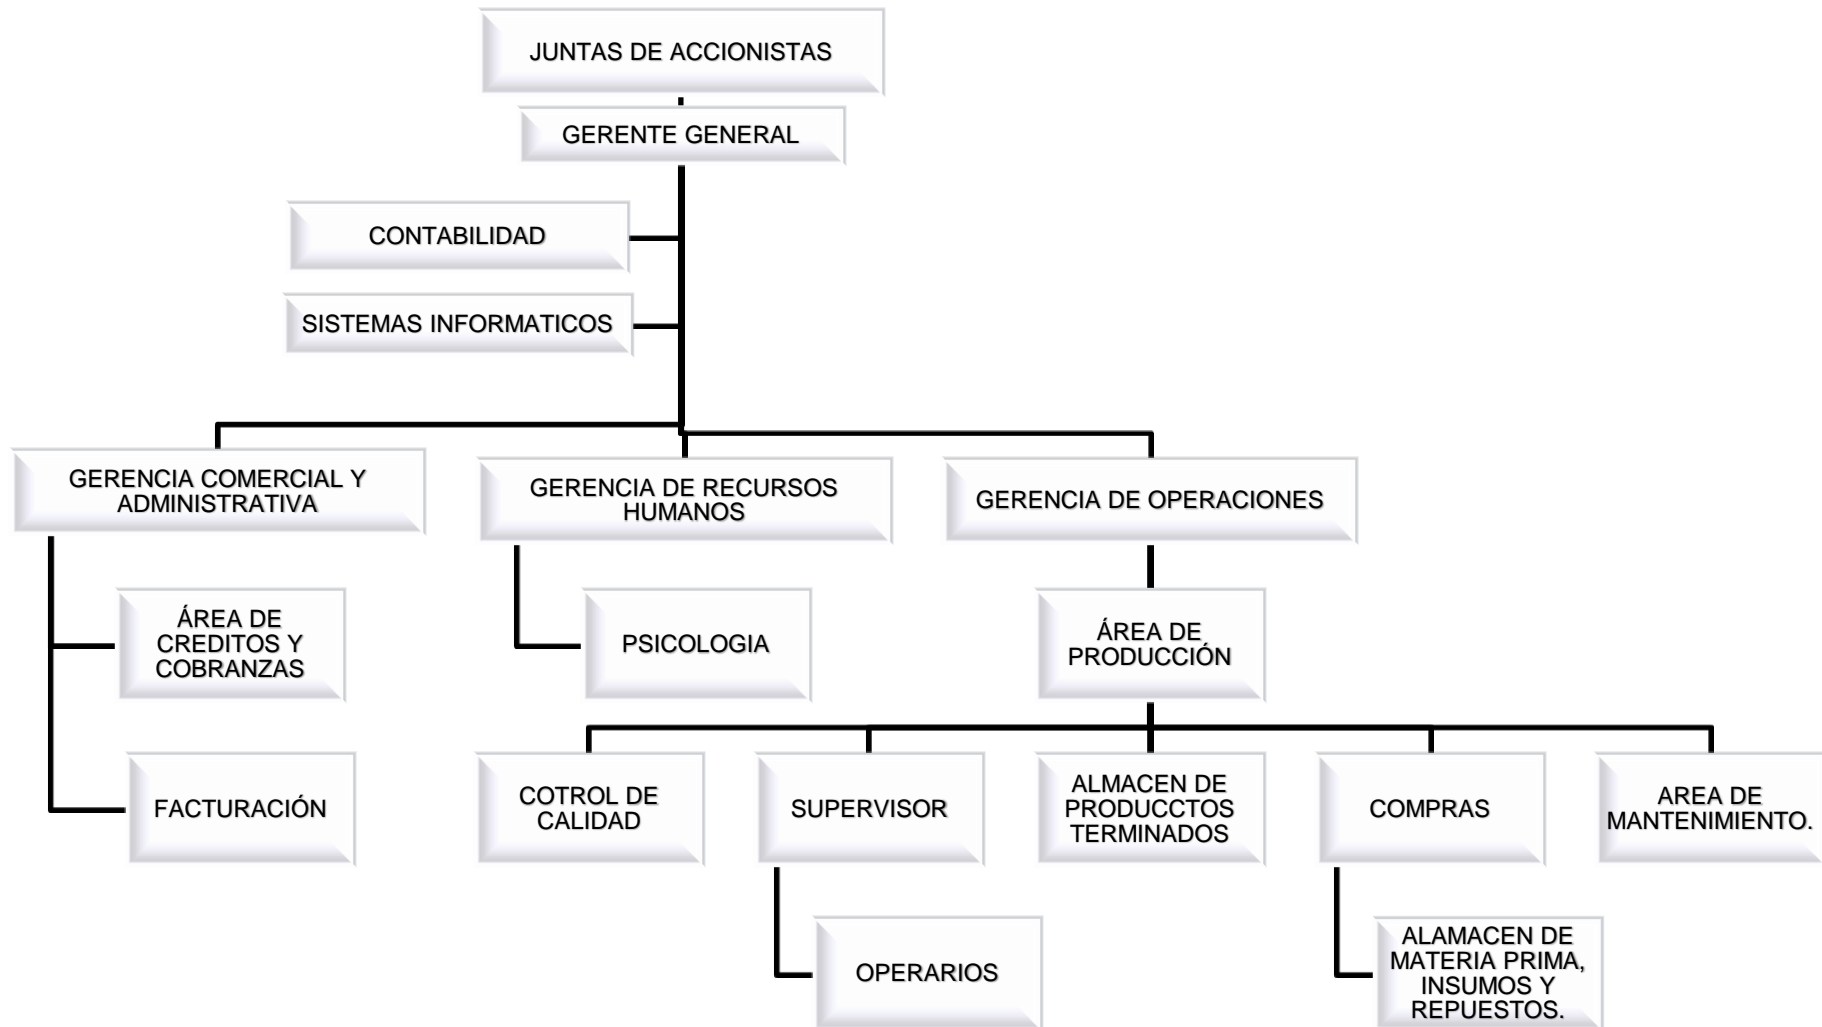 JUNTAS DE ACCIONISTAS
GERENTE GENERAL
CONTABILIDAD
SISTEMAS INFORMATICOS
GERENCIA COMERCIAL Y
ADMINISTRATIVA
GERENCIA DE RECURSOS
HUMANOS
GERENCIA DE OPERACIONES
ÁREA DE
CREDITOS Y
COBRANZAS
PSICOLOGIA
ÁREA DE
PRODUCCIÓN
FACTURACIÓN
COTROL DE
CALIDAD
SUPERVISOR
ALMACEN DE
PRODUCCTOS
TERMINADOS
COMPRAS
AREA DE
MANTENIMIENTO.
OPERARIOS
ALAMACEN DE
MATERIA PRIMA,
INSUMOS Y
REPUESTOS.